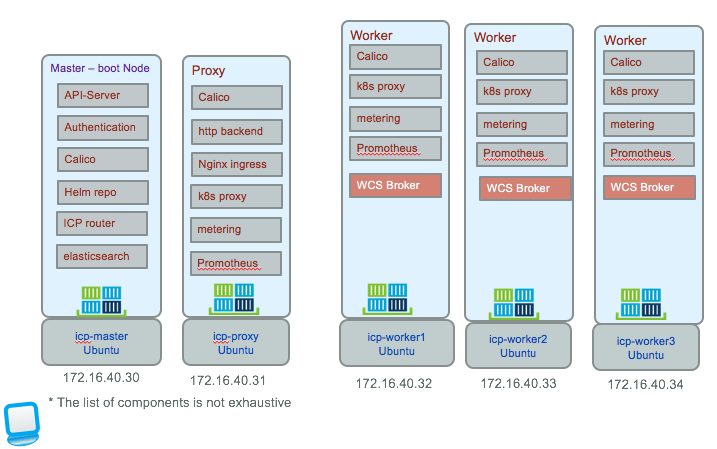 Master – boot Node
API-Server
Authentication
Calico
Helm repo
ICP router
elasticsearch
icp-master
Ubuntu
172.16.40.30
Proxy
Calico
http backend
Nginx ingress
k8s proxy
metering
Promotheus
icp-proxy
Ubuntu
172.16.40.31
Worker
Calico
k8s proxy
metering
Promotheus
WCS Broker
icp-worker1
Ubuntu
172.16.40.32
Worker
Calico
k8s proxy
metering
Promotheus
WCS Broker
icp-worker2
Ubuntu
172.16.40.33
Worker
Calico
k8s proxy
metering
Promotheus
WCS Broker
icp-worker3
Ubuntu
172.16.40.34
* The list of components is not exhaustive